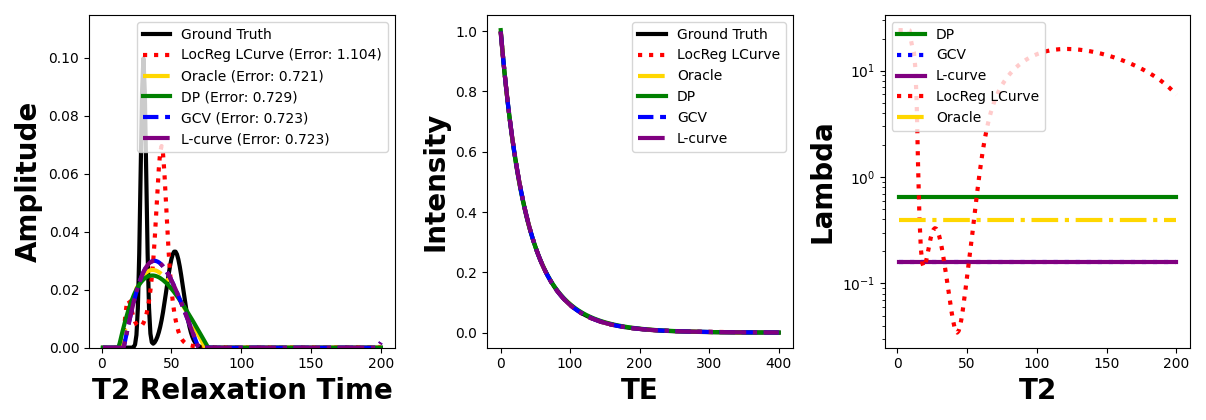 Amplitude
0.10
0.08
0.06
0.04
0.02
0.00
Ground Truth
LocReg LCurve (Error: 1.104)
Oracle (Error: 0.721)
DP (Error: 0.729)
GCV (Error: 0.723)
L-curve (Error: 0.723)
0 50 100 150 200
T2 Relaxation Time
Intensity
1.0
0.8
0.6
0.4
0.2
0.0
Ground Truth
LocReg LCurve
Oracle
DP
GCV
L-curve
0 100 200 300 400
TE
Lambda
10¹
10⁰
10⁻¹
DP
GCV
L-curve
LocReg LCurve
Oracle
0 50 100 150 200
T2